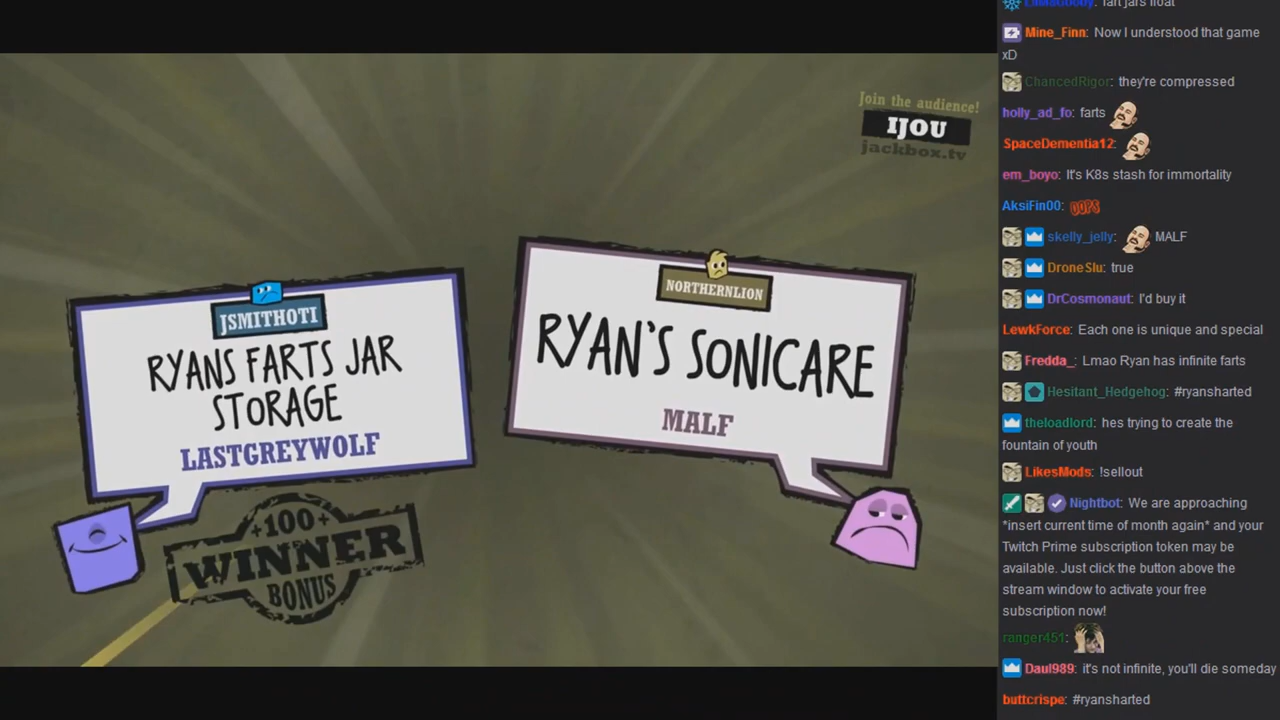 Join the audience!
IJOU
jackbox.tv
JSMITHOTI
RYANS FARTS JAR
STORAGE
LASTGREYWOLF
+100+
WINNER
BONUS
NORTHERNLION
RYAN'S SONICARE
MALF
fart jars float
Mine_Finn: Now I understood that game
xD
ChancedRigor: they're compressed
holly_ad_fo: farts
SpaceDementia12:
em_boyo: It's K8s stash for immortality
AksiFin00: OOPS
skelly_jelly: MALF
DroneSlu: true
DrCosmonaut: I'd buy it
LewkForce: Each one is unique and special
Fredda_: Lmao Ryan has infinite farts
Hesitant_Hedgehog: #ryansharted
theloadlord: hes trying to create the
fountain of youth
LikesMods: !sellout
Nightbot: We are approaching
*insert current time of month again* and your
Twitch Prime subscription token may be
available. Just click the button above the
stream window to activate your free
subscription now!
ranger451:
Daul989: it's not infinite, you'll die someday
buttcrispe: #ryansharted